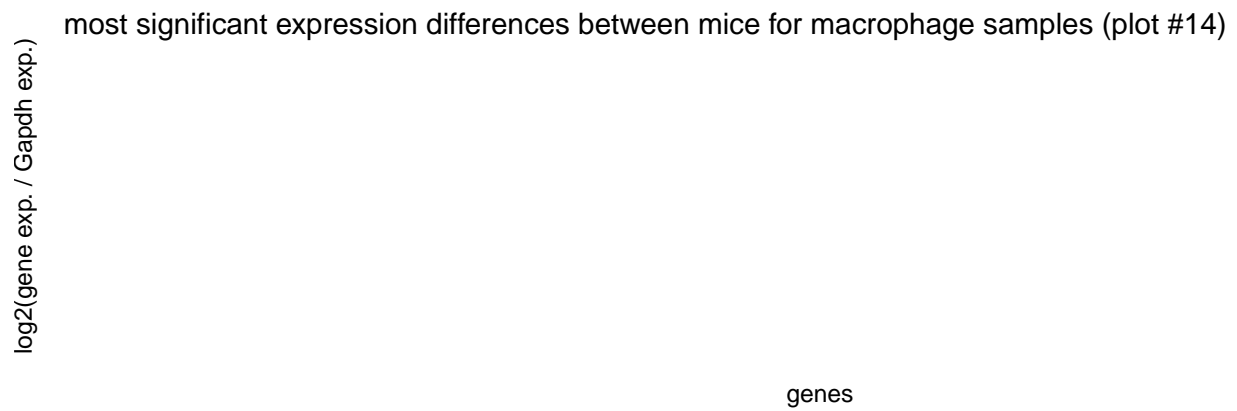 most significant expression differences between mice for macrophage samples (plot #14)
log2(gene exp. / Gapdh exp.)
genes